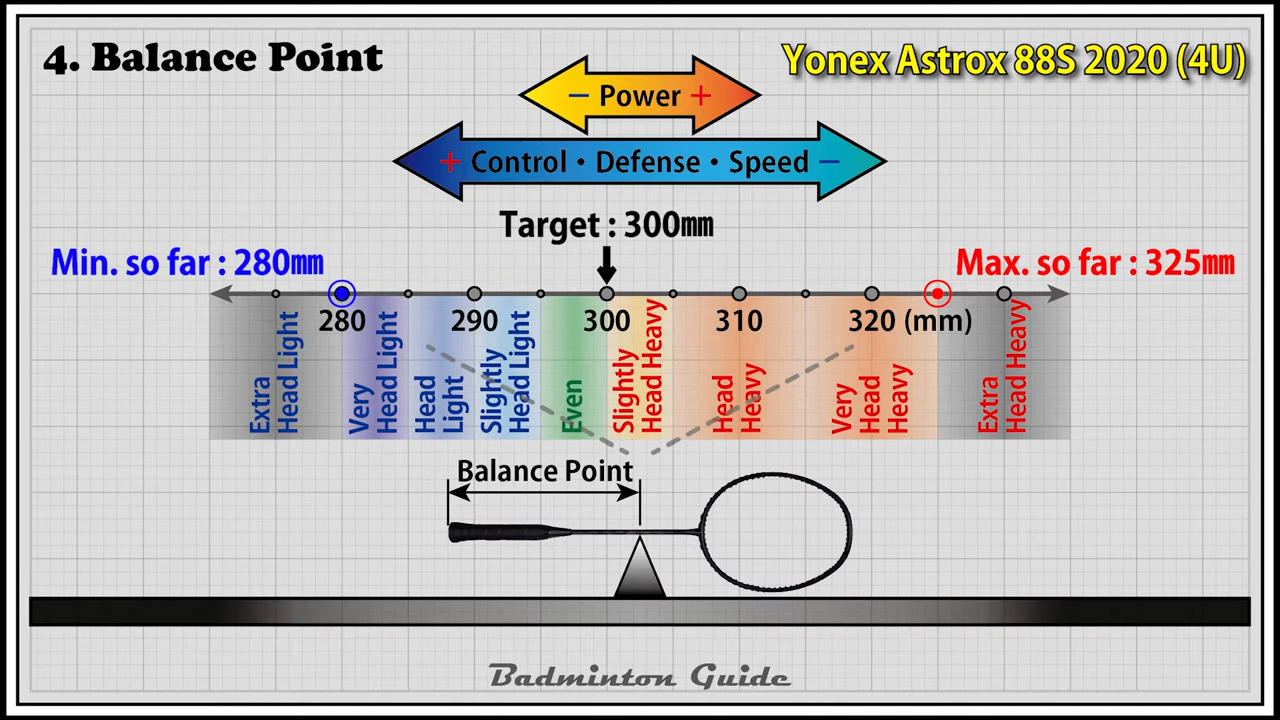 4. Balance Point
Yonex Astrox 88S 2020 (4U)
− Power +
+ Control・Defense・Speed −
Target : 300㎜
Min. so far : 280㎜
Max. so far : 325㎜
280 290 300 310 320 (mm)
Extra
Head Light
Very
Head Light
Head
Light
Slightly
Head Light
Even
Slightly
Head Heavy
Head
Heavy
Very
Head
Heavy
Extra
Head Heavy
Balance Point
Badminton Guide